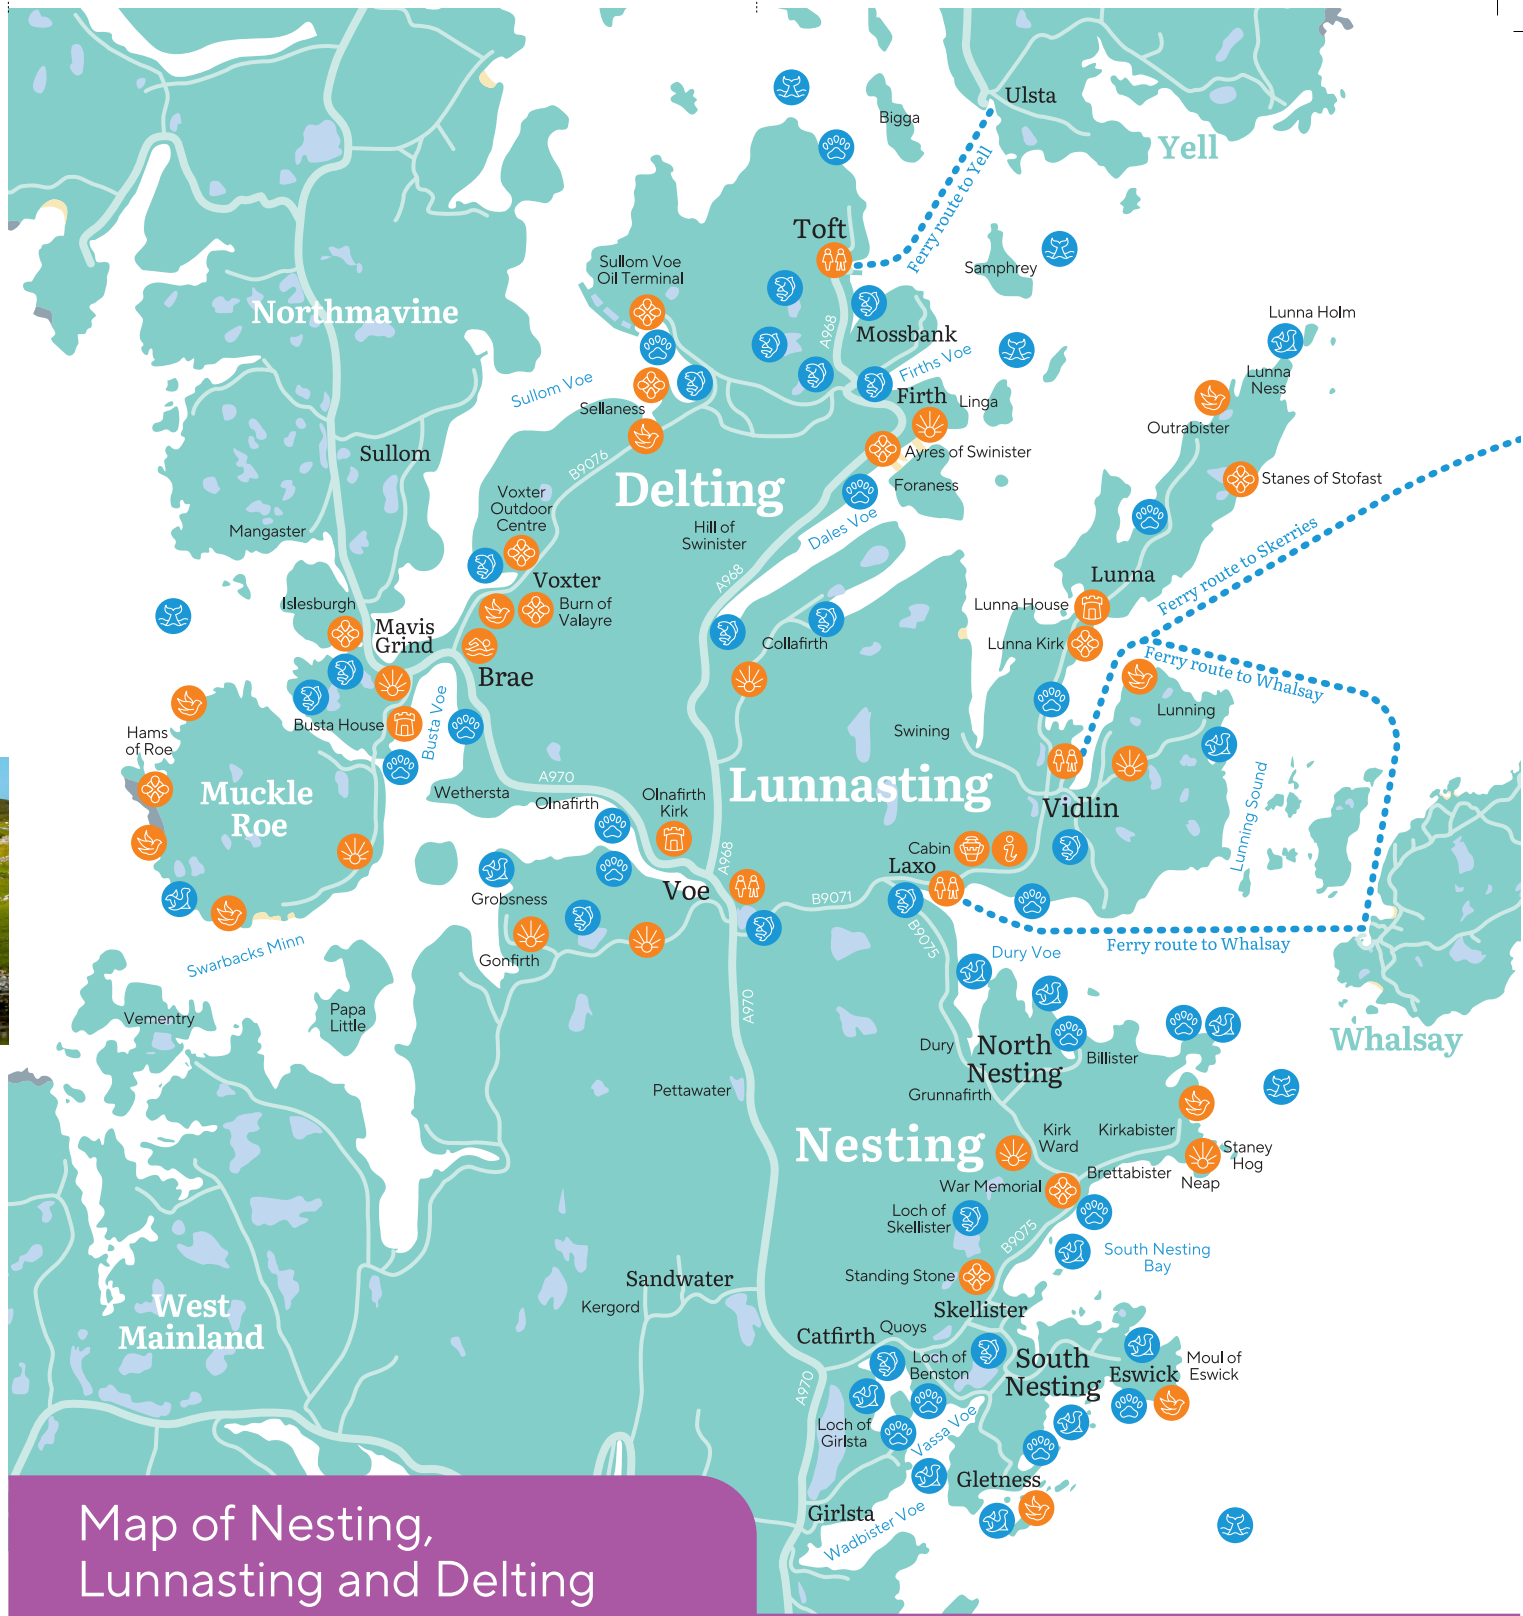 Ulsta
Bigga
Yell
Ferry route to Yell
Toft
Sullom Voe
Oil Terminal
Samphrey
Northmavine
A968
Mossbank
Lunna Holm
Firths Voe
Lunna
Ness
Sullom Voe
Sellaness
Firth
Linga
Outrabister
Sullom
B9076
Ayres of Swinister
Delting
Foraness
Stanes of Stofast
Voxter
Outdoor
Centre
Mangaster
Hill of
Swinister
Dales Voe
Ferry route to Skerries
A968
Voxter
Lunna
Islesburgh
Burn of
Valayre
Lunna House
Mavis
Grind
Collafirth
Lunna Kirk
Brae
Ferry route to Whalsay
Busta House
Busta Voe
Lunning
Hams
of Roe
Swining
A970
Lunnasting
Muckle
Roe
Wethersta
Olnafirth
Olnafirth
Kirk
Vidlin
Lunning Sound
Cabin
A968
Laxo
Grobsness
Voe
B9071
B9075
Swarbacks Minn
Gonfirth
Dury Voe
Ferry route to Whalsay
Vementry
Papa
Little
A970
Dury
North
Nesting
Billister
Whalsay
Pettawater
Grunnafirth
Nesting
Kirk
Ward
Kirkabister
Staney
Hog
Brettabister
Neap
War Memorial
Loch of
Skellister
B9075
South Nesting
Bay
Standing Stone
Sandwater
Kergord
West
Mainland
Skellister
Quoys
Catfirth
Loch of
Benston
South
Nesting
Eswick
Moul of
Eswick
A970
Loch of
Girlsta
Vassa Voe
Gletness
Girlsta
Wadbister Voe
Map of Nesting,
Lunnasting and Delting